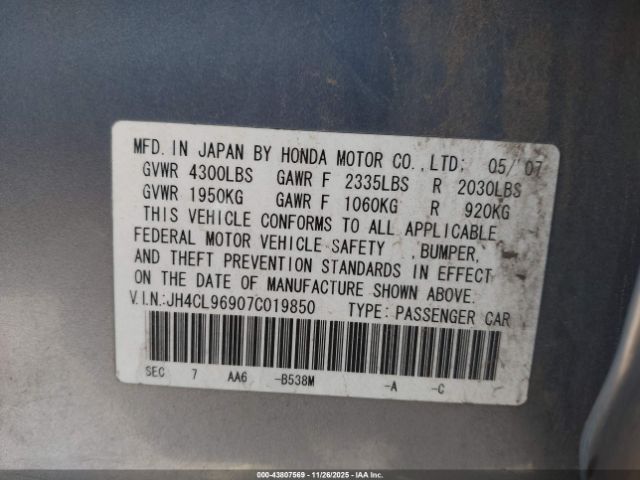 MFD. IN JAPAN BY HONDA MOTOR CO.,LTD; 05/'07
GVWR 4300LBS GAWR F 2335LBS R 2030LBS
GVWR 1950KG GAWR F 1060KG R 920KG
THIS VEHICLE CONFORMS TO ALL APPLICABLE
FEDERAL MOTOR VEHICLE SAFETY , BUMPER,
AND THEFT PREVENTION STANDARDS IN EFFECT
ON THE DATE OF MANUFACTURE SHOWN ABOVE.
V.I.N.:JH4CL96907C019850 TYPE: PASSENGER CAR
SEC 7 AA6 -B538M -A -C
000-43807569 | 11/26/2025 | IAA Inc.